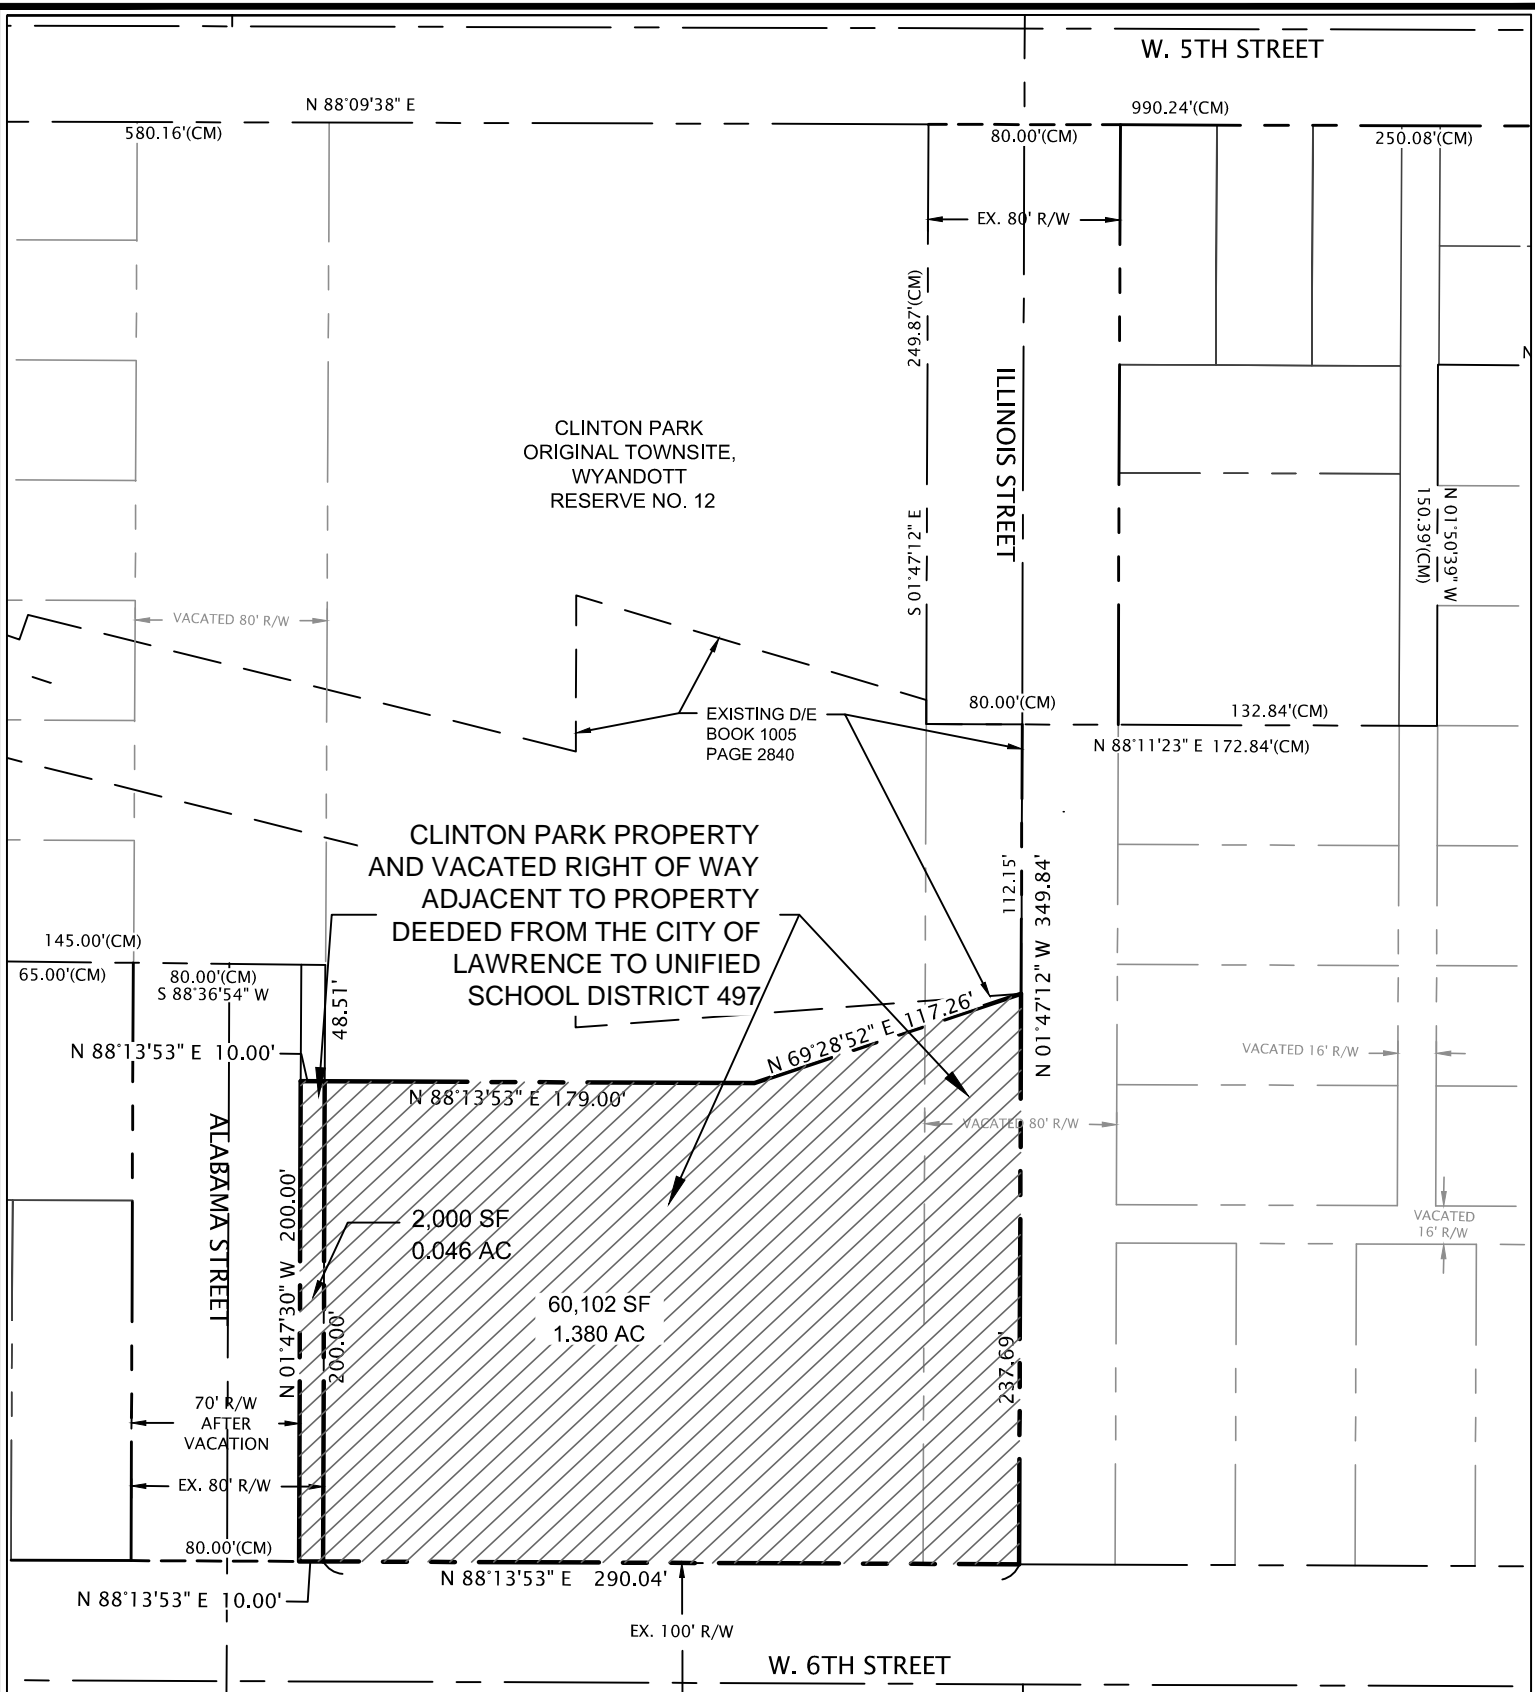 W. 5TH STREET
N 88°09'38" E
990.24'(CM)
580.16'(CM)
80.00'(CM)
250.08'(CM)
EX. 80' R/W
249.87'(CM)
S 01°47'12" E
ILLINOIS STREET
N
CLINTON PARK
ORIGINAL TOWNSITE,
WYANDOTT
RESERVE NO. 12
N 01°50'39" W
150.39'(CM)
VACATED 80' R/W
80.00'(CM)
132.84'(CM)
N 88°11'23" E 172.84'(CM)
EXISTING D/E
BOOK 1005
PAGE 2840
CLINTON PARK PROPERTY
AND VACATED RIGHT OF WAY
ADJACENT TO PROPERTY
DEEDED FROM THE CITY OF
LAWRENCE TO UNIFIED
SCHOOL DISTRICT 497
112.15'
N 01°47'12" W 349.84'
145.00'(CM)
65.00'(CM)
80.00'(CM)
S 88°36'54" W
48.51'
N 88°13'53" E 10.00'
N 69°28'52" E 117.26'
N 88°13'53" E 179.00'
VACATED 16' R/W
VACATED 80' R/W
ALABAMA STREET
N 01°47'30" W 200.00'
200.00'
2,000 SF
0.046 AC
60,102 SF
1.380 AC
VACATED
16' R/W
237.69'
70' R/W
AFTER
VACATION
EX. 80' R/W
80.00'(CM)
N 88°13'53" E 10.00'
N 88°13'53" E 290.04'
EX. 100' R/W
W. 6TH STREET